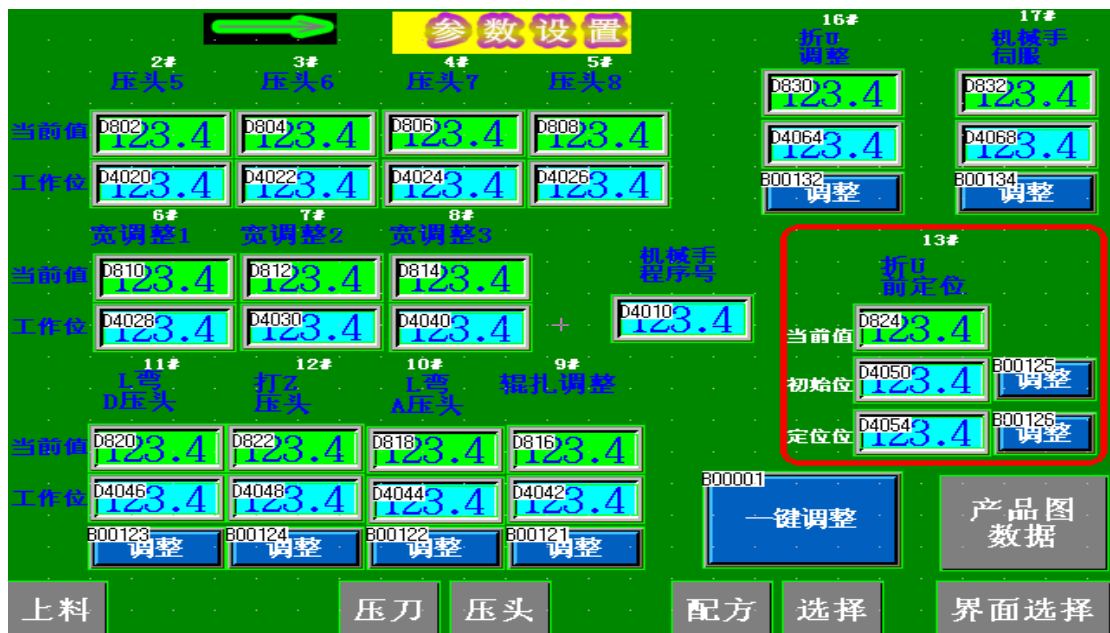 参数设置
16# 17#
折U 机械手
调整 伺服
2# 3# 4# 5#
压头5 压头6 压头7 压头8
D830 123.4 D832 123.4
当前值 D802 123.4 D804 123.4 D806 123.4 D808 123.4
D4064 123.4 D4068 123.4
工作位 D4020 123.4 D4022 123.4 D4024 123.4 D4026 123.4
B00132 调整 B00134 调整
6# 7# 8#
宽调整1 宽调整2 宽调整3
13#
折U
前定位
机械手
程序号
当前值 D810 123.4 D812 123.4 D814 123.4
D4010 123.4
工作位 D4028 123.4 D4030 123.4 D4040 123.4
当前值 D824 123.4
初始位 D4050 123.4 B00125 调整
定位位 D4054 123.4 B00126 调整
11# 12# 10# 9#
L弯 打Z L弯 辊扎调整
D压头 压头 A压头
当前值 D820 123.4 D822 123.4 D818 123.4 D816 123.4
工作位 D4046 123.4 D4048 123.4 D4044 123.4 D4042 123.4
B00123 调整 B00124 调整 B00122 调整 B00121 调整
B00001 一键调整
产品图
数据
上料 压刀 压头 配方 选择 界面选择